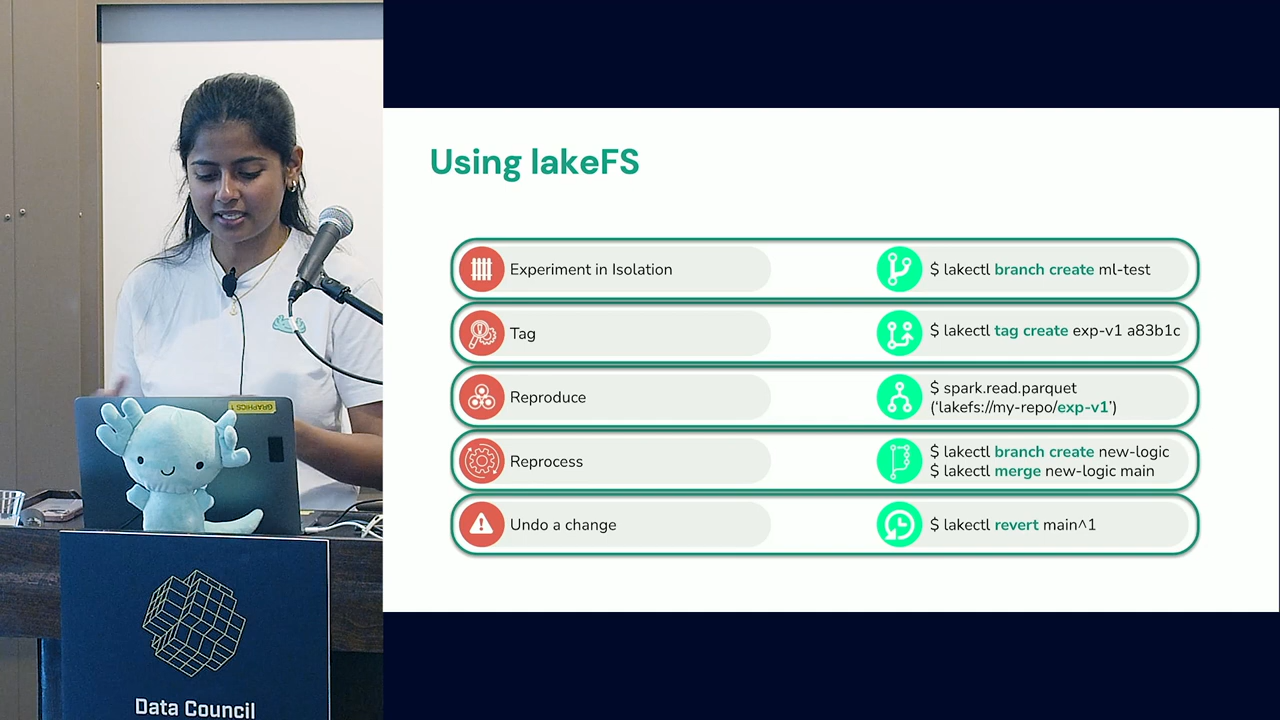 Using lakeFS
Experiment in Isolation
$ lakectl branch create ml-test
Tag
$ lakectl tag create exp-v1 a83b1c
Reproduce
$ spark.read.parquet
(‘lakefs://my-repo/exp-v1’)
Reprocess
$ lakectl branch create new-logic
$ lakectl merge new-logic main
Undo a change
$ lakectl revert main^1
GRAPHICS 1
Data Council